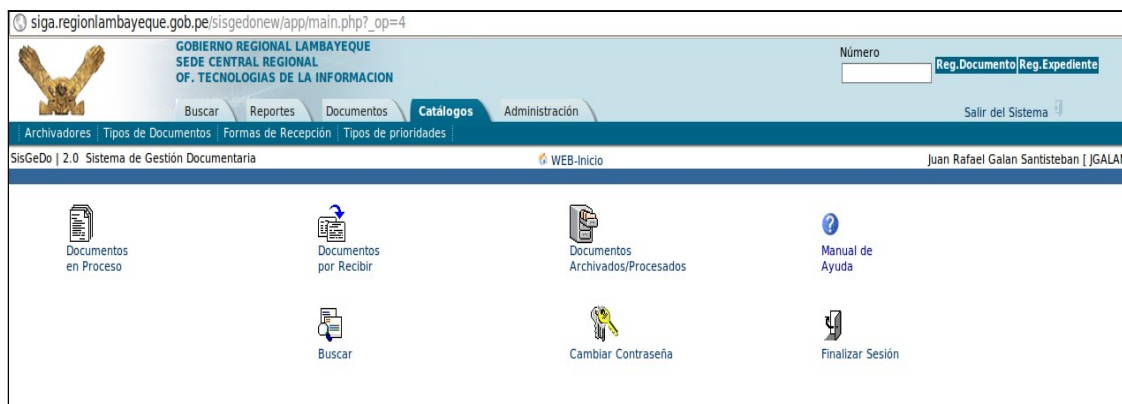 siga.regionlambayeque.gob.pe/sisgedonew/app/main.php?_op=4
GOBIERNO REGIONAL LAMBAYEQUE
SEDE CENTRAL REGIONAL
OF. TECNOLOGIAS DE LA INFORMACION
Número
Reg.Documento Reg.Expediente
Buscar Reportes Documentos Catálogos Administración
Salir del Sistema
Archivadores Tipos de Documentos Formas de Recepción Tipos de prioridades
SisGeDo | 2.0 Sistema de Gestión Documentaria
WEB-Inicio
Juan Rafael Galan Santisteban [ JGALAN
Documentos
en Proceso
Documentos
por Recibir
Documentos
Archivados/Procesados
Manual de
Ayuda
Buscar
Cambiar Contraseña
Finalizar Sesión